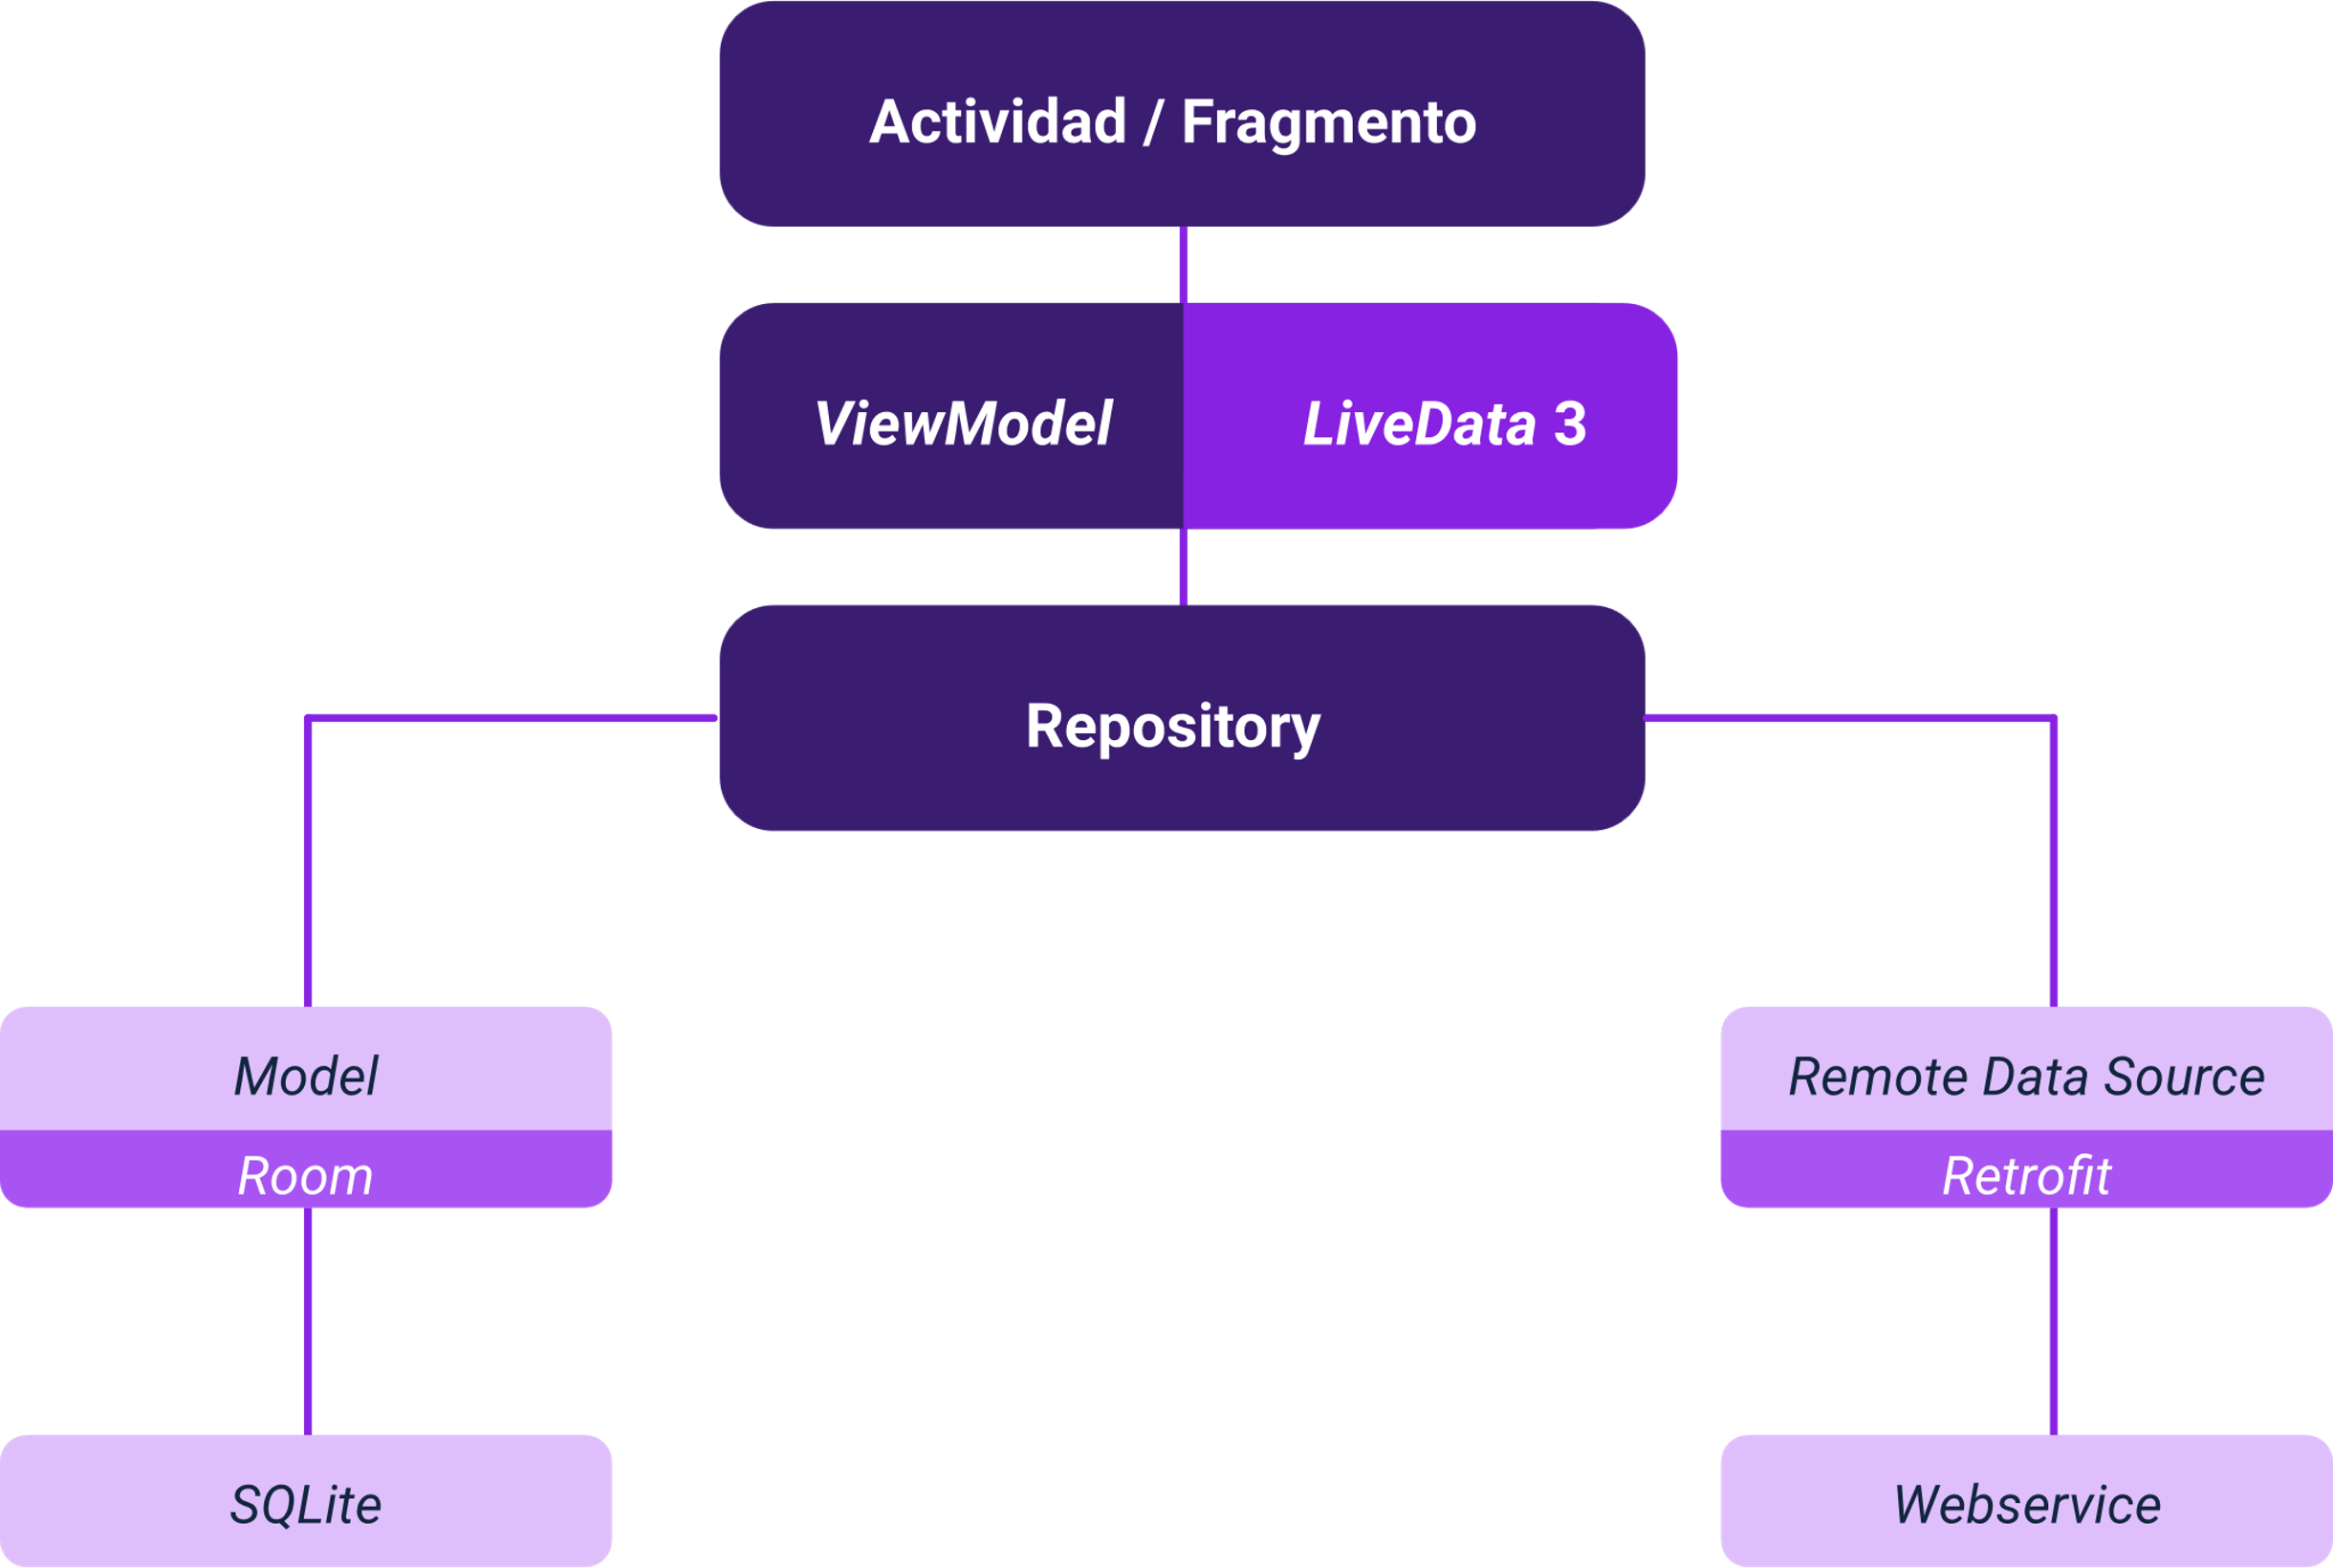 Actividad / Fragmento
ViewModel
LiveData 3
Repository
Model
Room
Remote Data Source
Retrofit
SQLite
Webservice